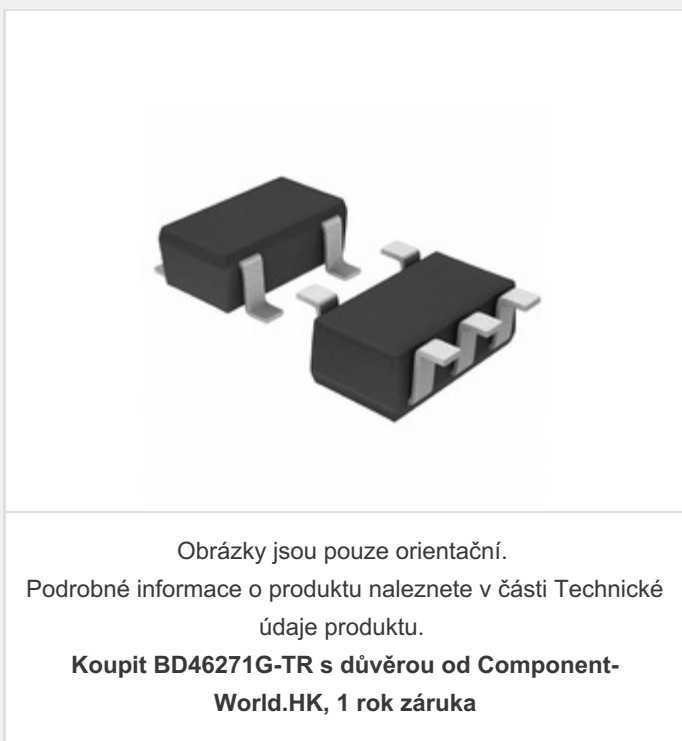 Obrázky jsou pouze orientační.
Podrobné informace o produktu naleznete v části Technické
údaje produktu.
Koupit BD46271G-TR s důvěrou od Component-
World.HK, 1 rok záruka